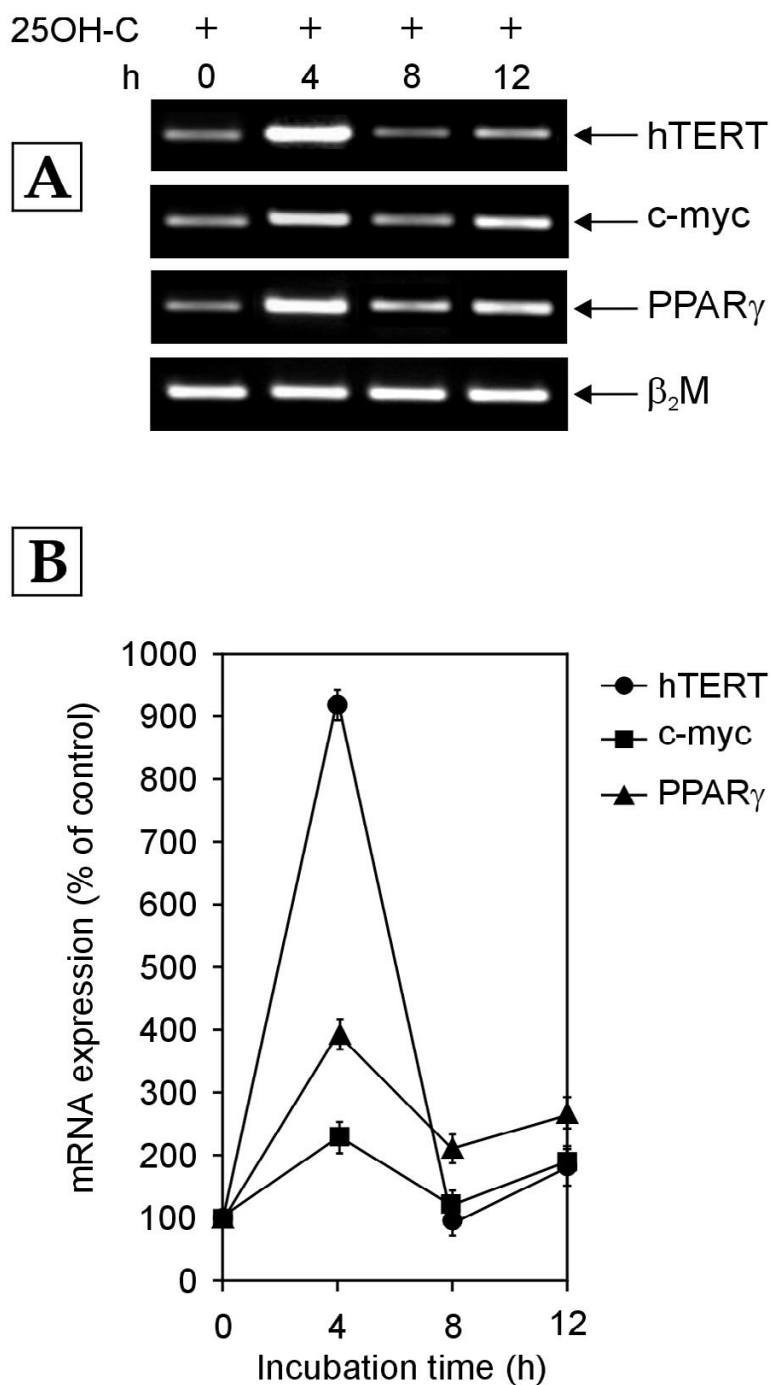 25OH-C + + + +
h 0 4 8 12
A
hTERT
c-myc
PPARγ
β₂M
B
1000
900
800
700
600
500
400
300
200
100
0
mRNA expression (% of control)
0 4 8 12
Incubation time (h)
hTERT
c-myc
PPARγ